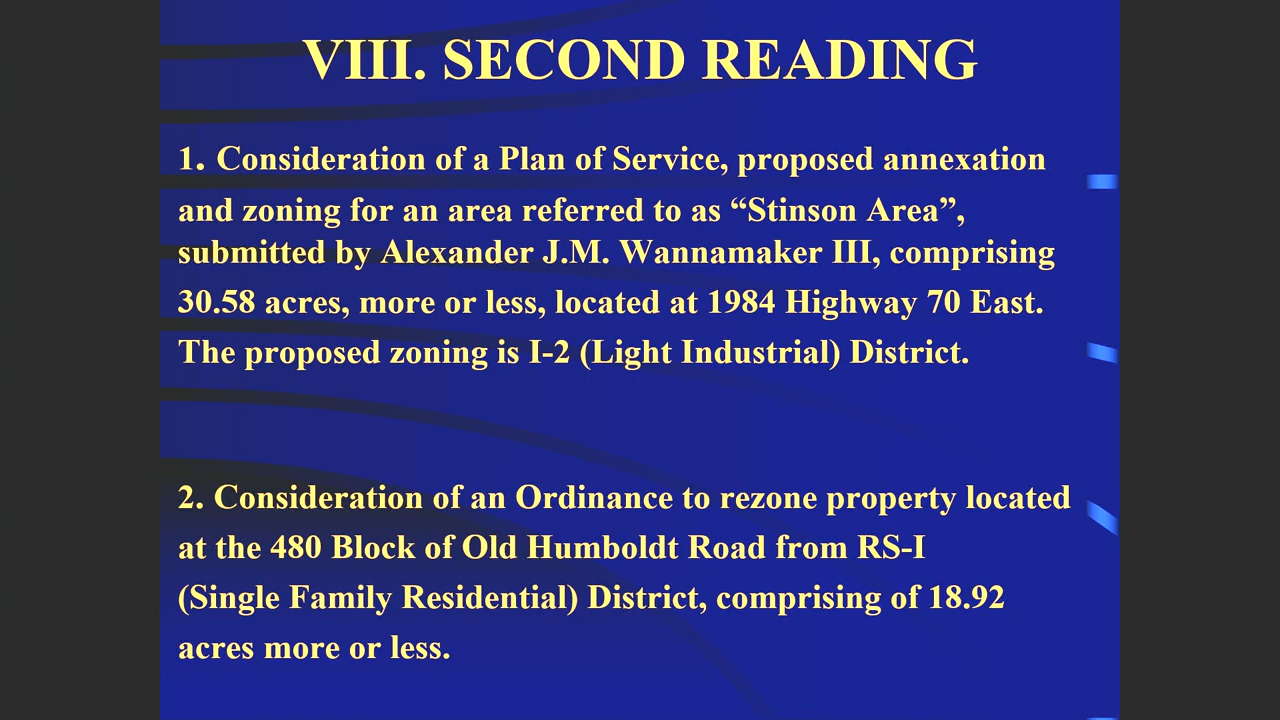 VIII. SECOND READING
1. Consideration of a Plan of Service, proposed annexation
and zoning for an area referred to as “Stinson Area”,
submitted by Alexander J.M. Wannamaker III, comprising
30.58 acres, more or less, located at 1984 Highway 70 East.
The proposed zoning is I-2 (Light Industrial) District.
2. Consideration of an Ordinance to rezone property located
at the 480 Block of Old Humboldt Road from RS-I
(Single Family Residential) District, comprising of 18.92
acres more or less.